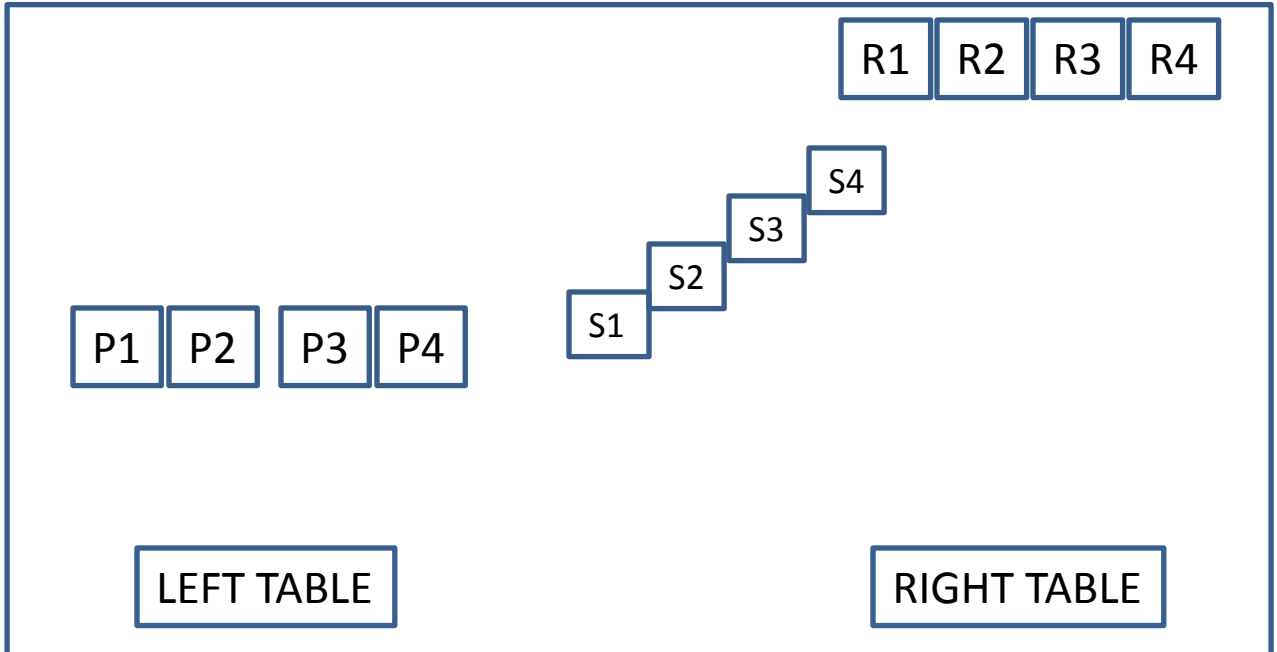 R1 R2 R3 R4
S4
S3
S2
S1
P1 P2 P3 P4
LEFT TABLE RIGHT TABLE